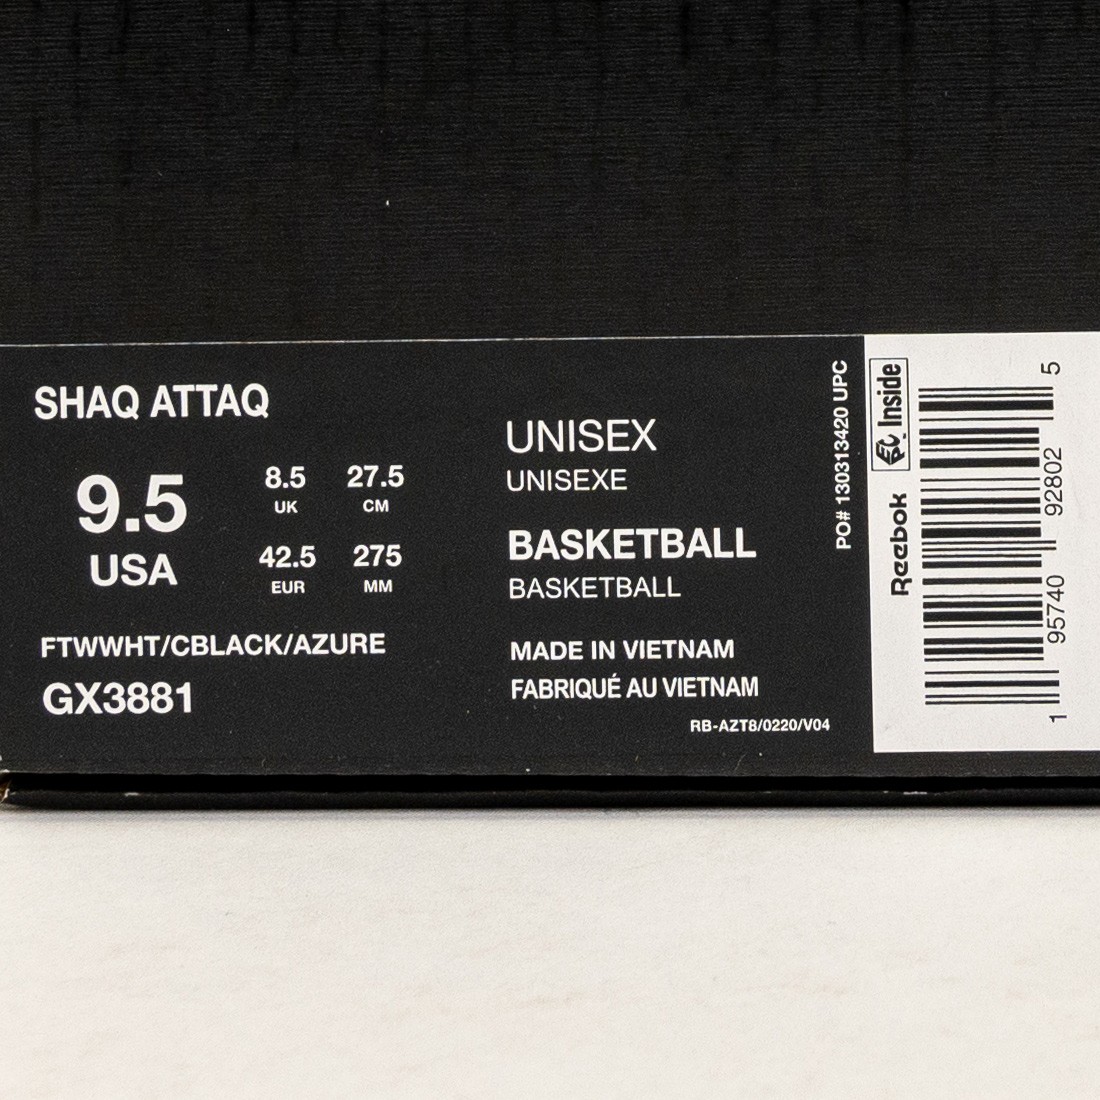 SHAQ ATTAQ
9.5
USA
8.5
UK
27.5
CM
42.5
EUR
275
MM
FTWWHT/CBLACK/AZURE
GX3881
UNISEX
UNISEXE
BASKETBALL
BASKETBALL
MADE IN VIETNAM
FABRIQUÉ AU VIETNAM
RB-AZT8/0220/V04
PO# 130313420 UPC
Reebok
EPC Inside
1 95740 92802 5